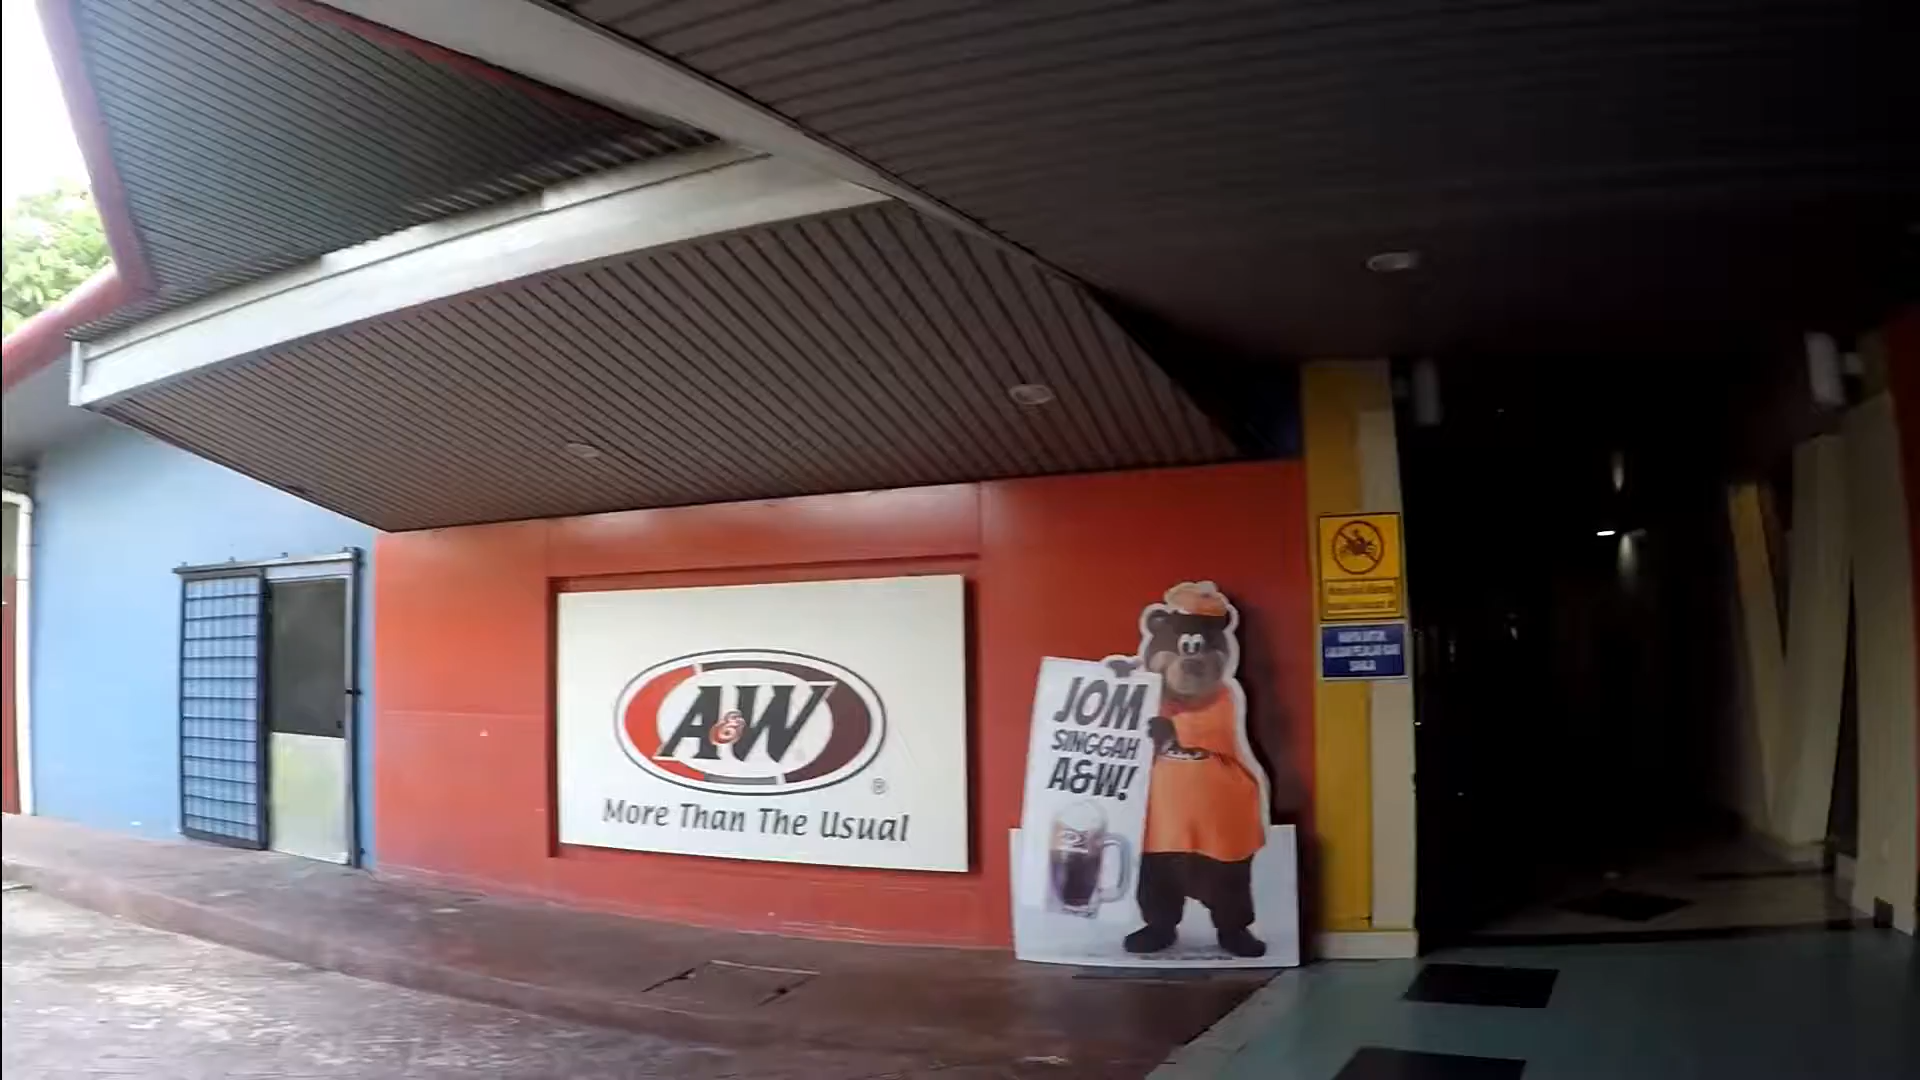 A&W
®
More Than The Usual
JOM
SINGGAH
A&W!
A&W